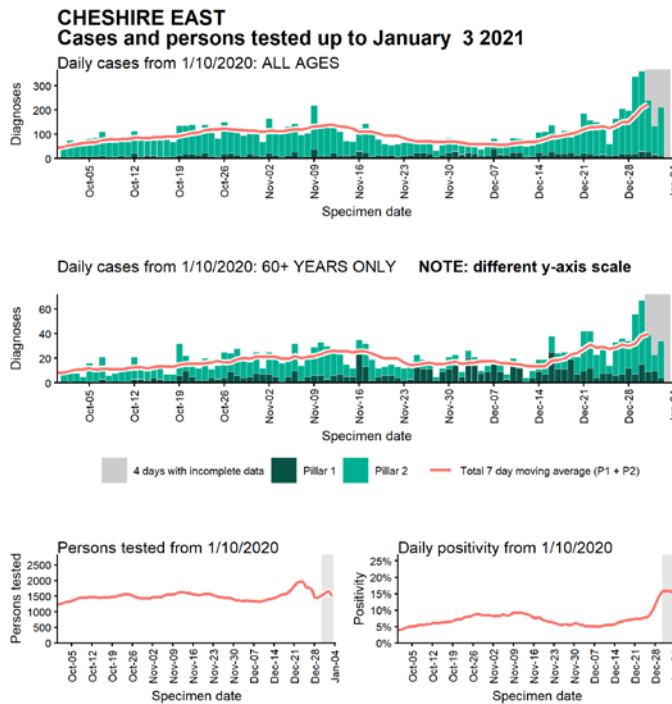 CHESHIRE EAST
Cases and persons tested up to January 3 2021
Daily cases from 1/10/2020: ALL AGES
Diagnoses
300
200
100
0
Oct-05 Oct-12 Oct-19 Oct-26 Nov-02 Nov-09 Nov-16 Nov-23 Nov-30 Dec-07 Dec-14 Dec-21 Dec-28
Specimen date
Daily cases from 1/10/2020: 60+ YEARS ONLY NOTE: different y-axis scale
Diagnoses
60
40
20
0
Oct-05 Oct-12 Oct-19 Oct-26 Nov-02 Nov-09 Nov-16 Nov-23 Nov-30 Dec-07 Dec-14 Dec-21 Dec-28
Specimen date
4 days with incomplete data Pillar 1 Pillar 2 Total 7 day moving average (P1 + P2)
Persons tested from 1/10/2020
Persons tested
2500
2000
1500
1000
500
0
Oct-05 Oct-12 Oct-19 Oct-26 Nov-02 Nov-09 Nov-16 Nov-23 Nov-30 Dec-07 Dec-14 Dec-21 Dec-28 Jan-04
Specimen date
Daily positivity from 1/10/2020
Positivity
25%
20%
15%
10%
5%
0%
Oct-05 Oct-12 Oct-19 Oct-26 Nov-02 Nov-09 Nov-16 Nov-23 Nov-30 Dec-07 Dec-14 Dec-21 Dec-28
Specimen date